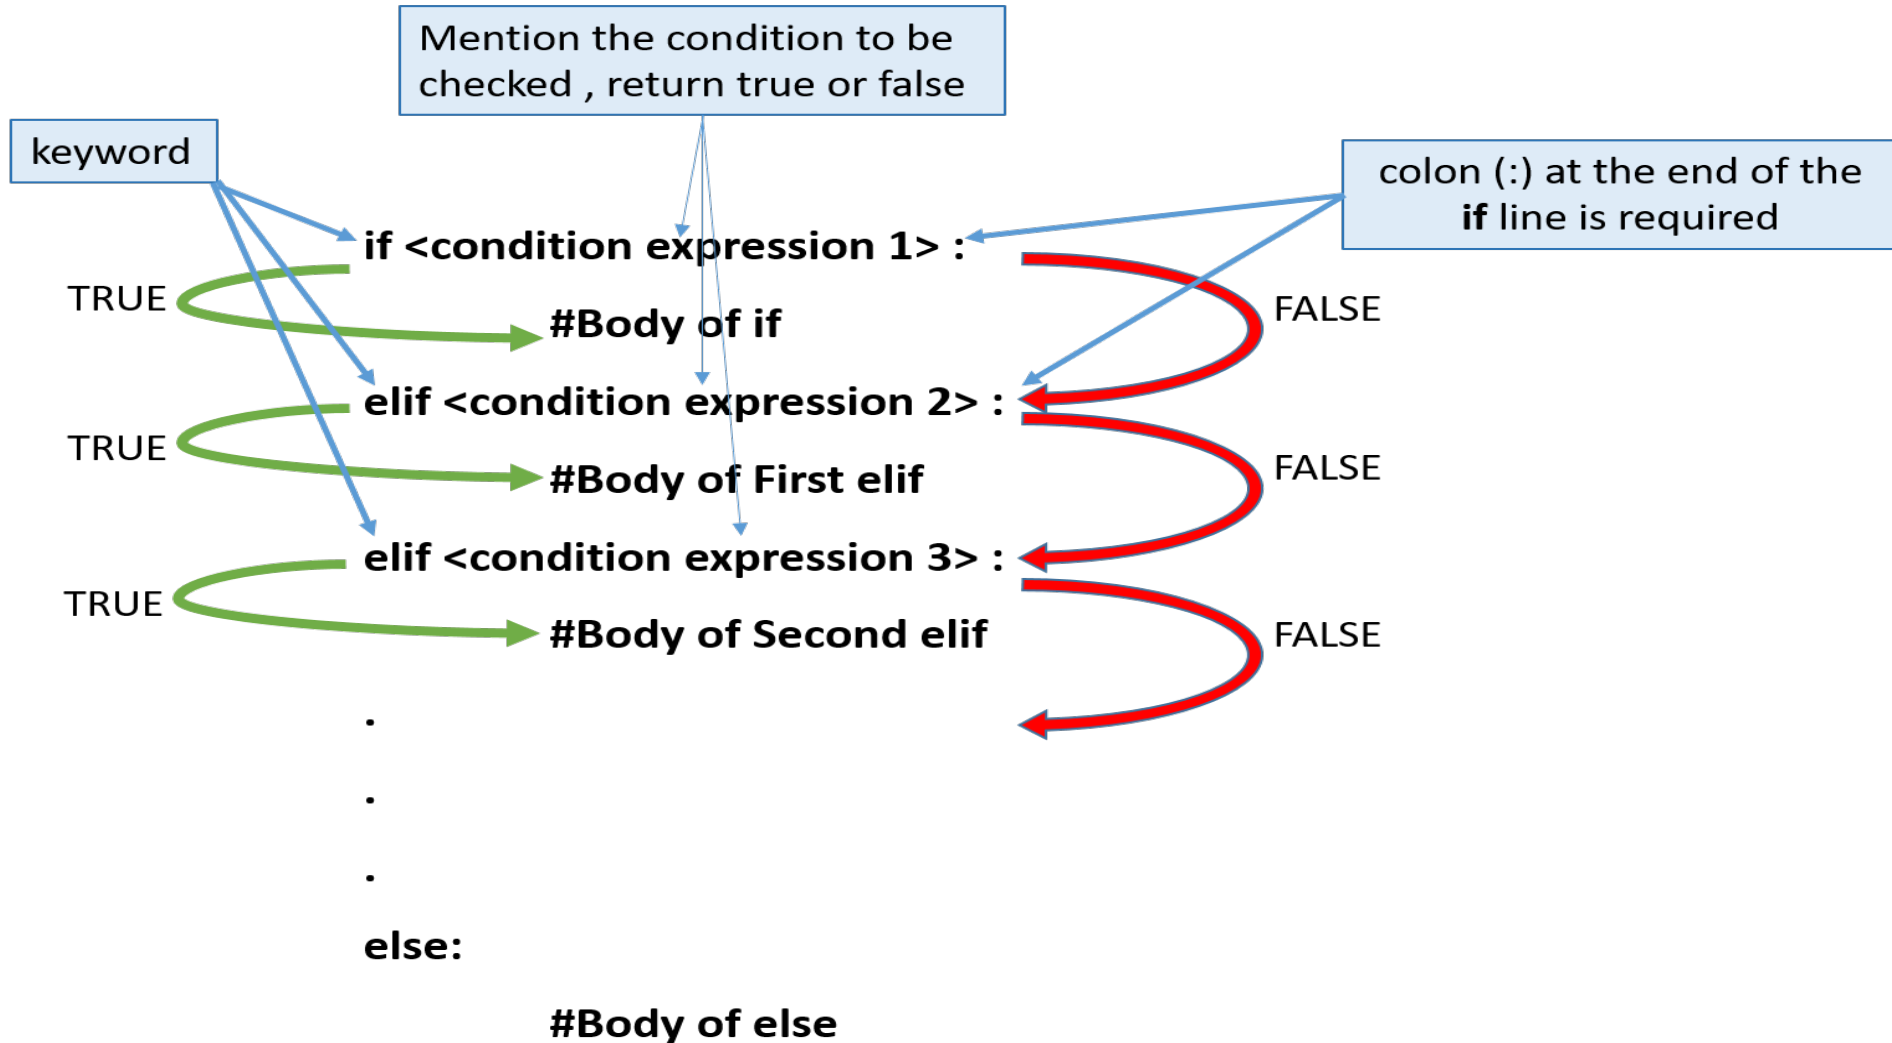 Mention the condition to be
checked , return true or false
keyword
colon (:) at the end of the
if line is required
if <condition expression 1> :
TRUE
FALSE
#Body of if
elif <condition expression 2> :
TRUE
FALSE
#Body of First elif
elif <condition expression 3> :
TRUE
FALSE
#Body of Second elif
.
.
.
else:
#Body of else